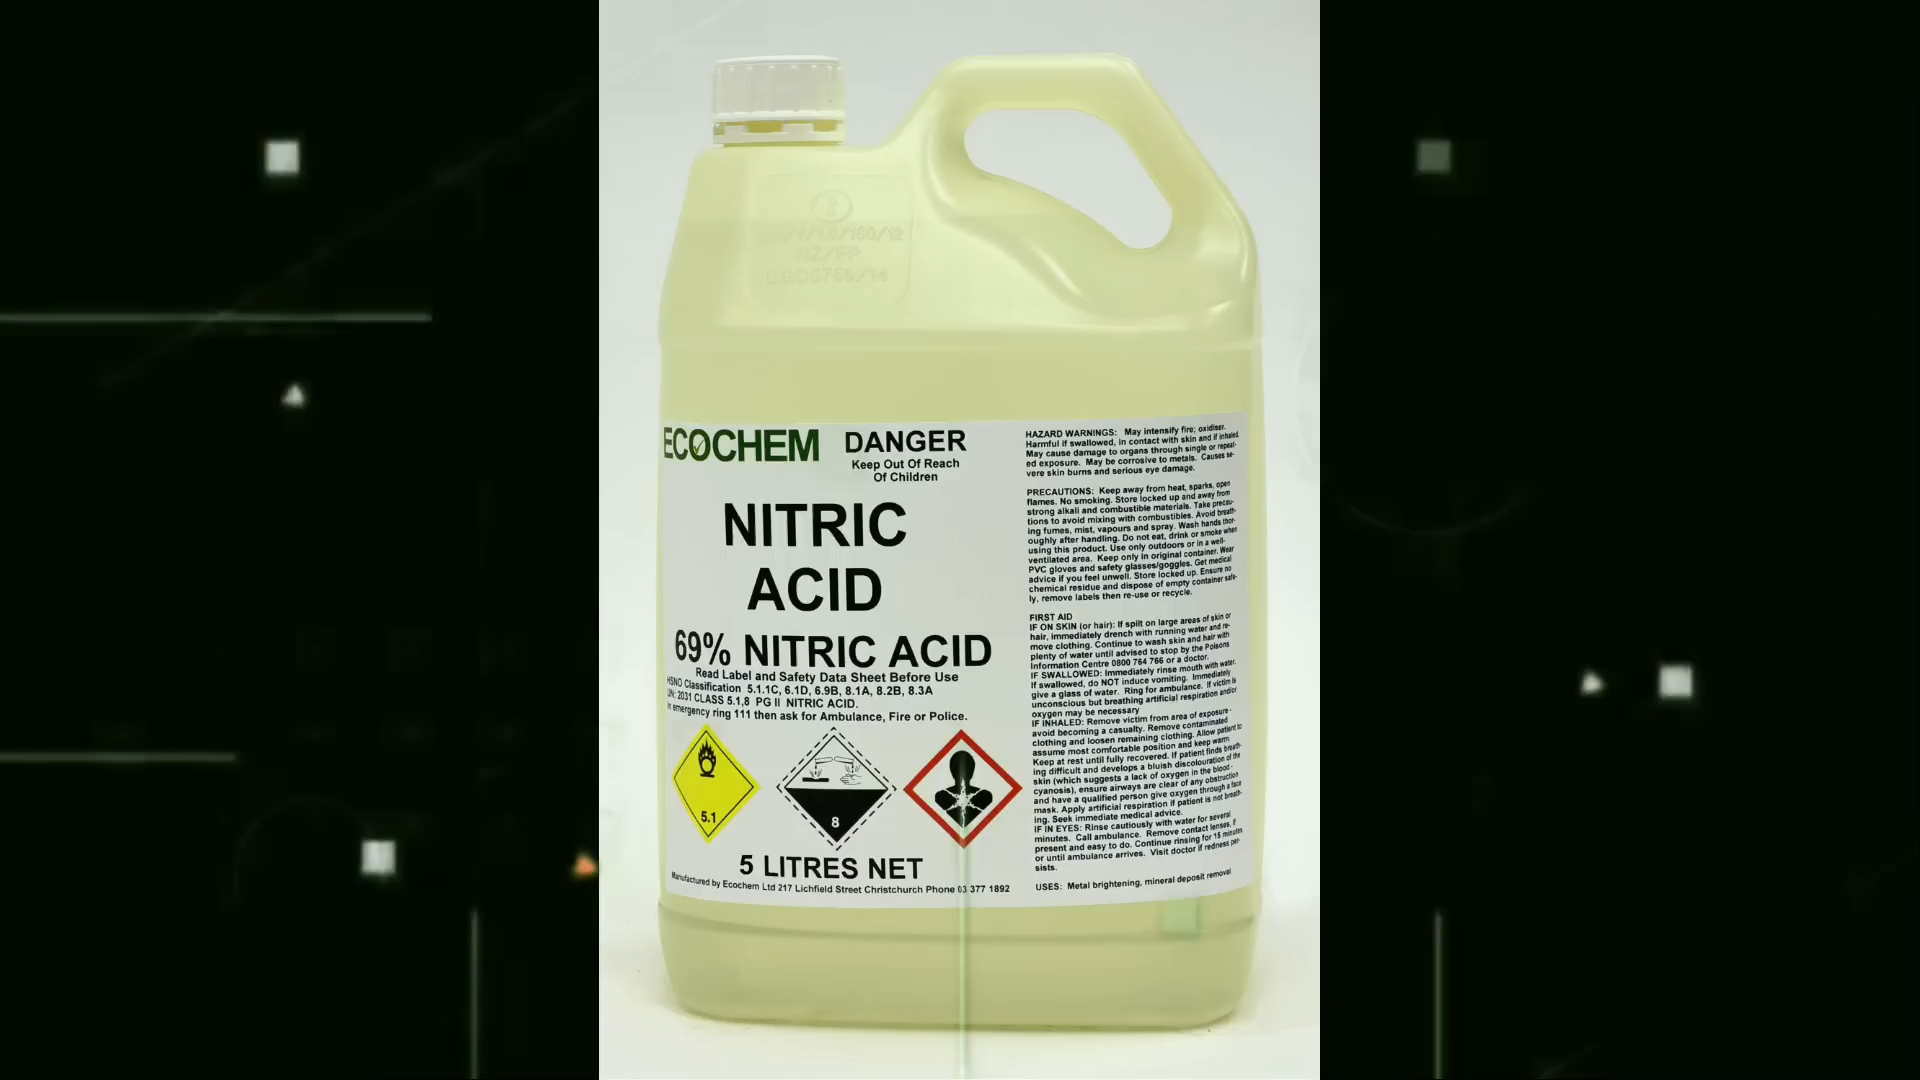 160/12
NZ/FP
ECOCHEM
DANGER
Keep Out Of Reach
Of Children
NITRIC
ACID
69% NITRIC ACID
Read Label and Safety Data Sheet Before Use
HSNO Classification 5.1.1C, 6.1D, 6.9B, 8.1A, 8.2B, 8.3A
UN: 2031 CLASS 5.1,8 PG II NITRIC ACID.
In emergency ring 111 then ask for Ambulance, Fire or Police.
5.1
8
5 LITRES NET
Manufactured by Ecochem Ltd 217 Lichfield Street Christchurch Phone 03 377 1892
HAZARD WARNINGS: May intensify fire; oxidiser.
Harmful if swallowed, in contact with skin and if inhaled.
May cause damage to organs through single or repeat-
ed exposure. May be corrosive to metals. Causes se-
vere skin burns and serious eye damage.
PRECAUTIONS: Keep away from heat, sparks, open
flames. No smoking. Store locked up and away from
strong alkali and combustible materials. Take precau-
tions to avoid mixing with combustibles. Avoid breath-
ing fumes, mist, vapours and spray. Wash hands thor-
oughly after handling. Do not eat, drink or smoke when
using this product. Use only outdoors or in a well-
ventilated area. Keep only in original container. Wear
PVC gloves and safety glasses/goggles. Get medical
advice if you feel unwell. Store locked up. Ensure no
chemical residue and dispose of empty container safe-
ly, remove labels then re-use or recycle.
FIRST AID
IF ON SKIN (or hair): If spilt on large areas of skin or
hair, immediately drench with running water and re-
move clothing. Continue to wash skin and hair with
plenty of water until advised to stop by the Poisons
Information Centre 0800 764 766 or a doctor.
IF SWALLOWED: Immediately rinse mouth with water.
If swallowed, do NOT induce vomiting. Immediately
give a glass of water. Ring for ambulance. If victim is
unconscious but breathing artificial respiration and/or
oxygen may be necessary
IF INHALED: Remove victim from area of exposure -
avoid becoming a casualty. Remove contaminated
clothing and loosen remaining clothing. Allow patient to
assume most comfortable position and keep warm.
Keep at rest until fully recovered. If patient finds breath-
ing difficult and develops a bluish discolouration of the
skin (which suggests a lack of oxygen in the blood -
cyanosis), ensure airways are clear of any obstruction
and have a qualified person give oxygen through a face
mask. Apply artificial respiration if patient is not breath-
ing. Seek immediate medical advice.
IF IN EYES: Rinse cautiously with water for several
minutes. Call ambulance. Remove contact lenses, if
present and easy to do. Continue rinsing for 15 minutes
or until ambulance arrives. Visit doctor if redness per-
sists.
USES: Metal brightening, mineral deposit removal